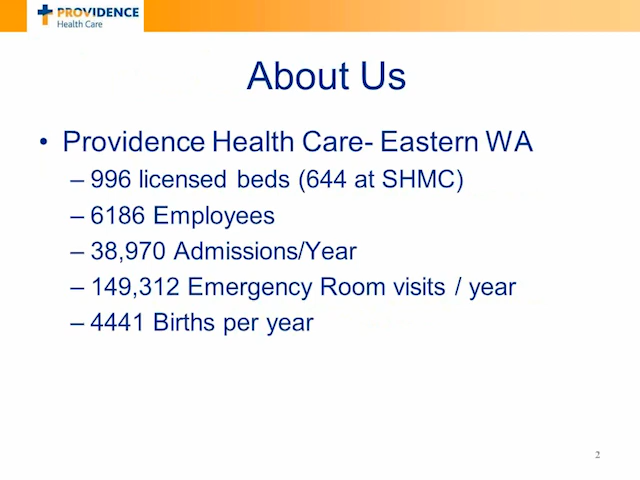 PROVIDENCE
Health Care
About Us
• Providence Health Care- Eastern WA
– 996 licensed beds (644 at SHMC)
– 6186 Employees
– 38,970 Admissions/Year
– 149,312 Emergency Room visits / year
– 4441 Births per year
2